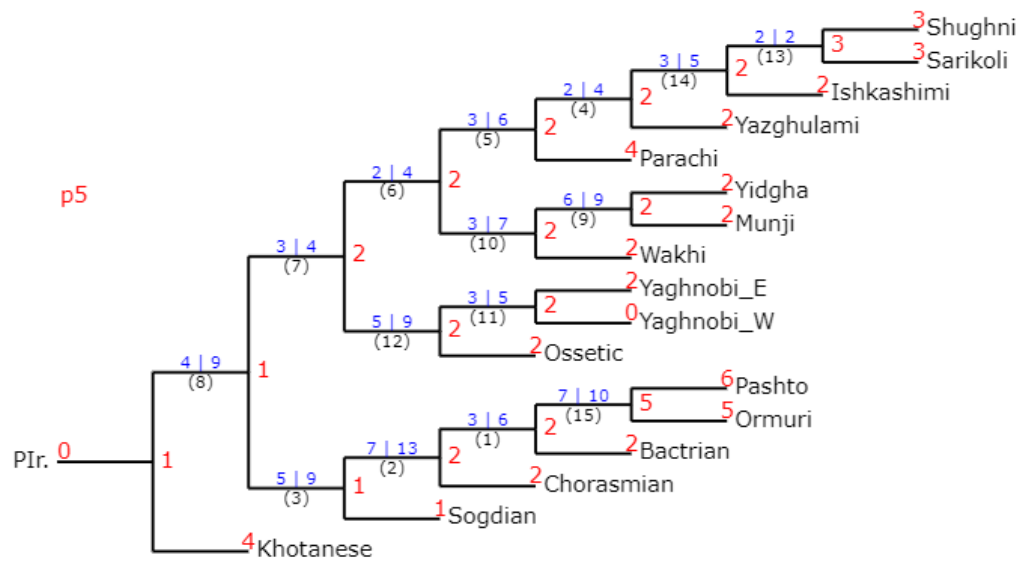 3 Shughni
2 | 2
3
(13)
3 Sarikoli
3 | 5
2
(14)
2 Ishkashimi
2 | 4
2
(4)
2 Yazghulami
3 | 6
2
(5)
4 Parachi
2 | 4
2
(6)
p5
6 | 9
2 Yidgha
2
(9)
2 Munji
3 | 7
2
(10)
2 Wakhi
3 | 4
2
(7)
2 Yaghnobi_E
3 | 5
2
(11)
0 Yaghnobi_W
5 | 9
2
(12)
2 Ossetic
4 | 9
1
(8)
6 Pashto
7 | 10
5
(15)
5 Ormuri
3 | 6
2
(1)
2 Bactrian
7 | 13
2
(2)
2 Chorasmian
PIr. 0
1
5 | 9
1
(3)
1 Sogdian
4 Khotanese